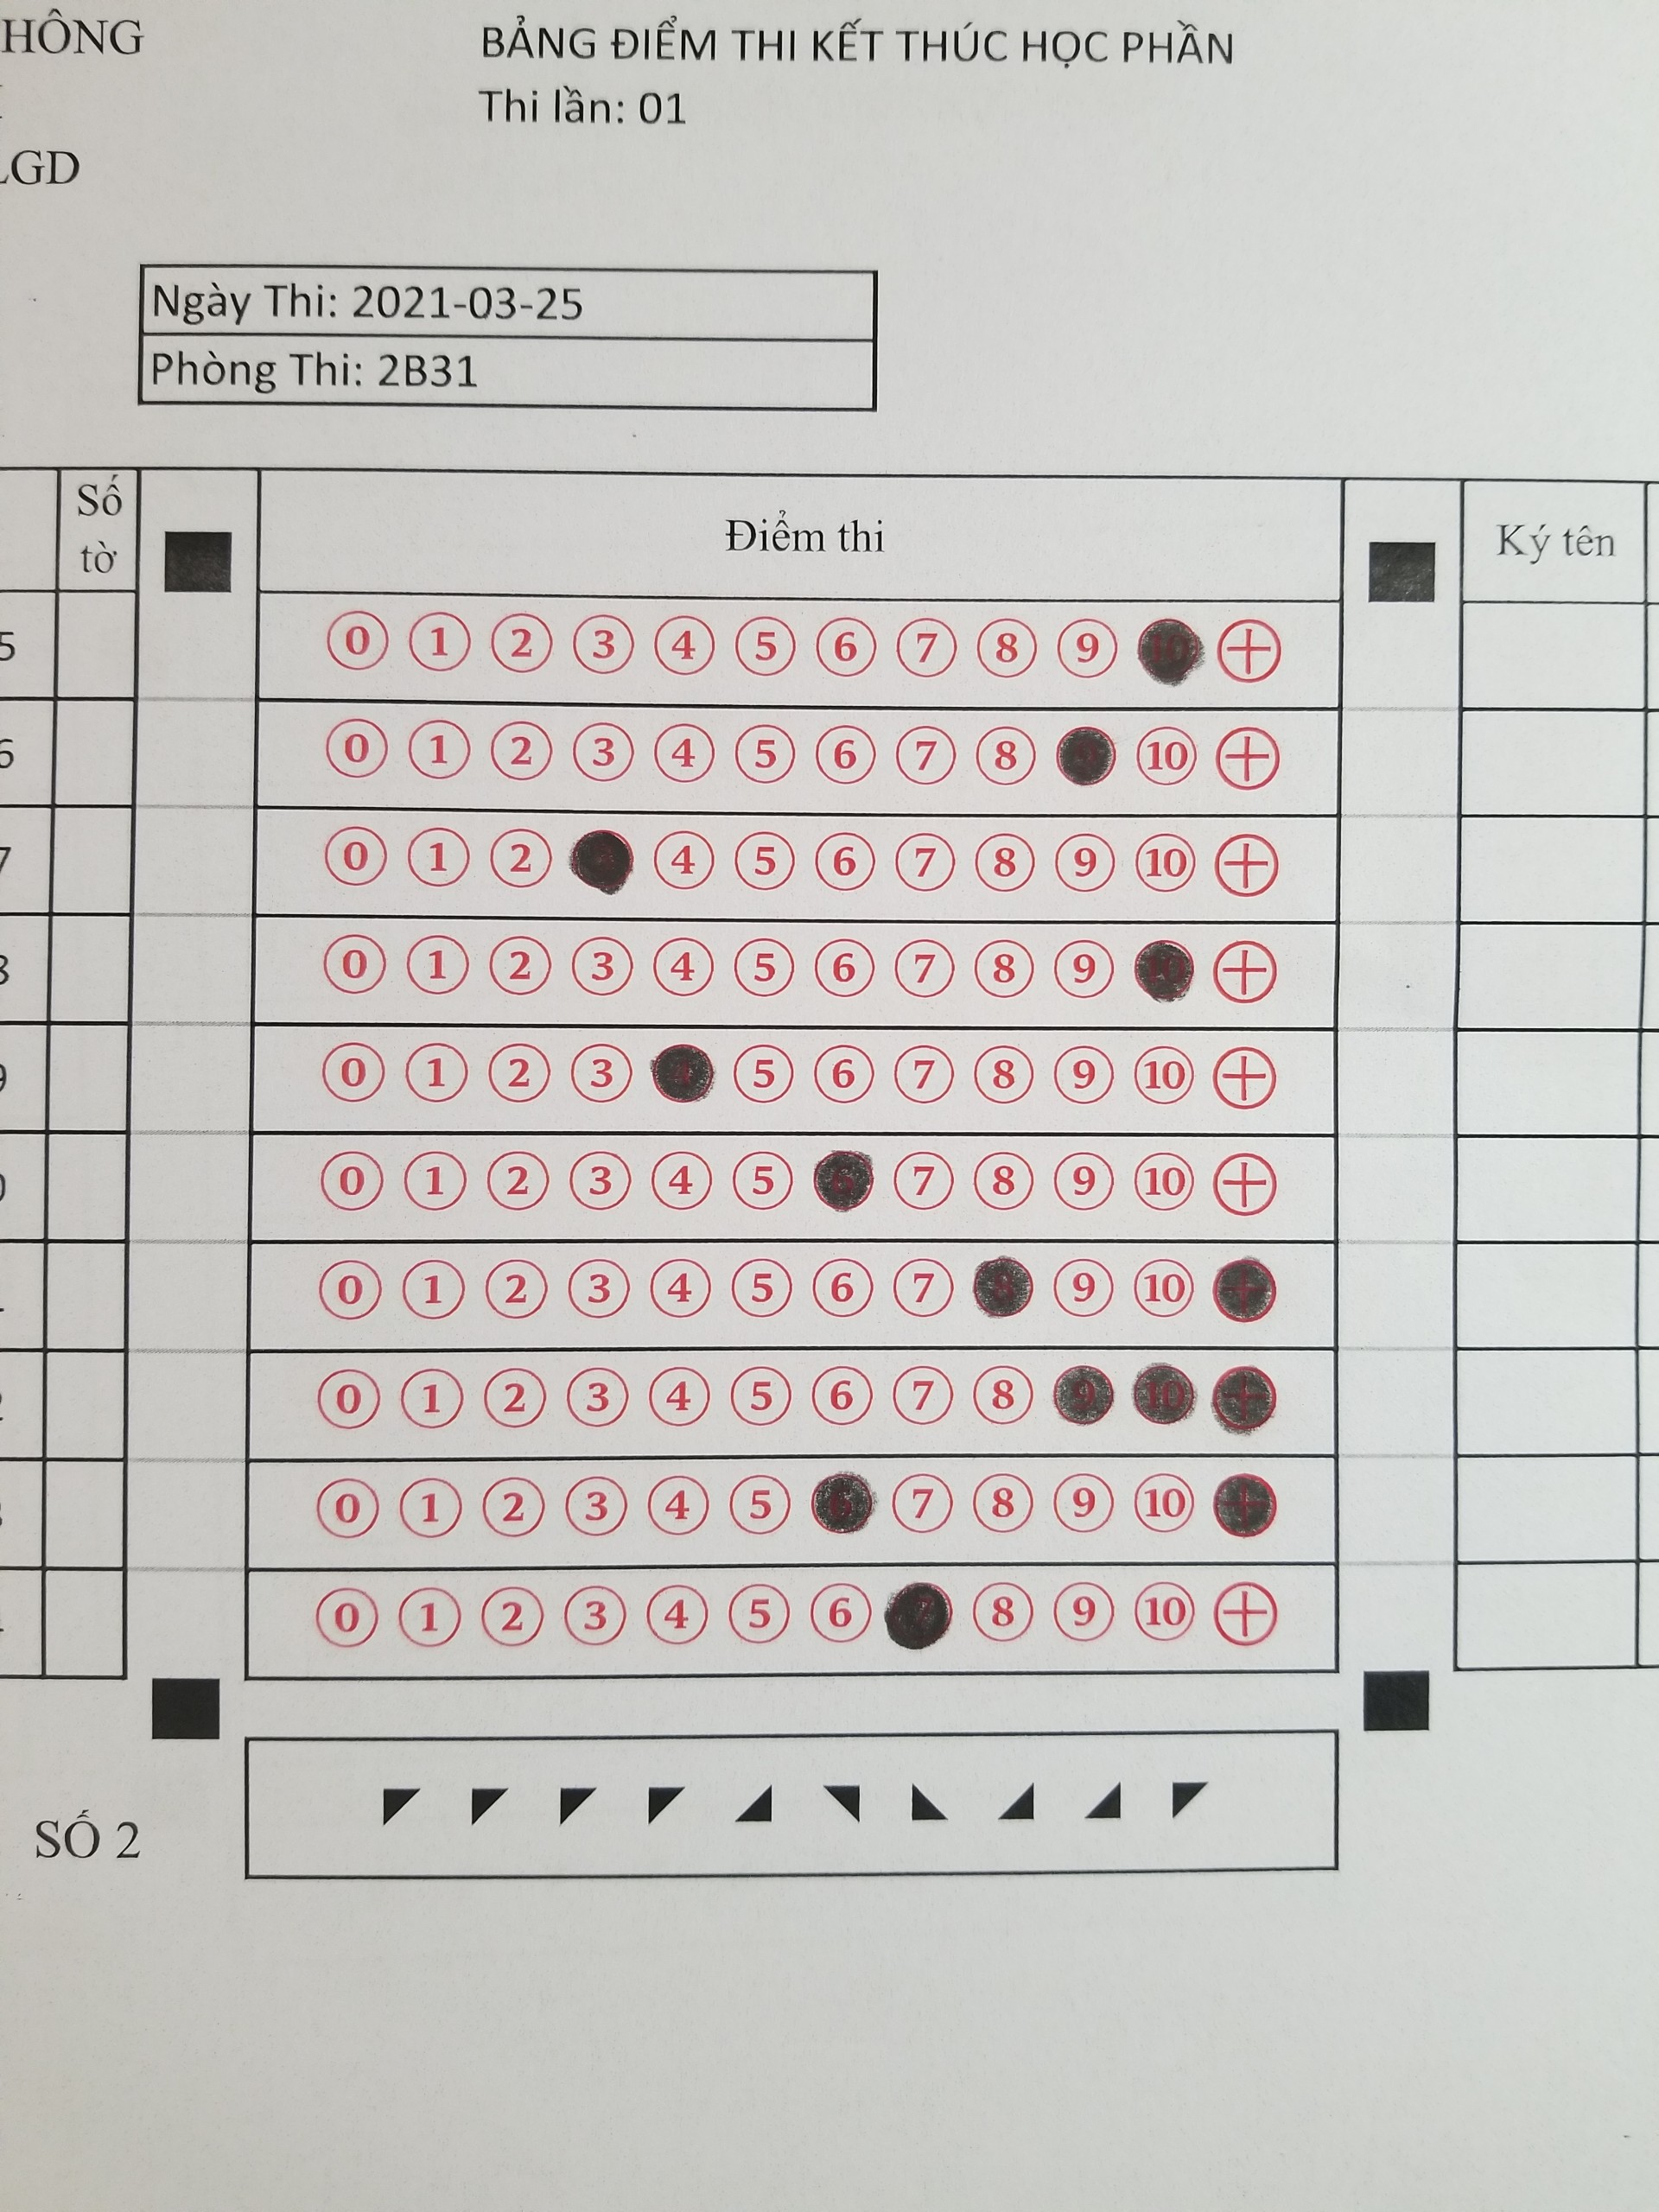 HÔNG
BẢNG ĐIỂM THI KẾT THÚC HỌC PHẦN
Thi lần: 01
LGD
Ngày Thi: 2021-03-25
Phòng Thi: 2B31
Số tờ
Điểm thi
Ký tên
5 0 1 2 3 4 5 6 7 8 9 10 +
6 0 1 2 3 4 5 6 7 8 9 10 +
7 0 1 2 3 4 5 6 7 8 9 10 +
8 0 1 2 3 4 5 6 7 8 9 10 +
9 0 1 2 3 4 5 6 7 8 9 10 +
0 0 1 2 3 4 5 6 7 8 9 10 +
0 1 2 3 4 5 6 7 8 9 10 +
2 0 1 2 3 4 5 6 7 8 9 10 +
3 0 1 2 3 4 5 6 7 8 9 10 +
0 1 2 3 4 5 6 7 8 9 10 +
SỐ 2